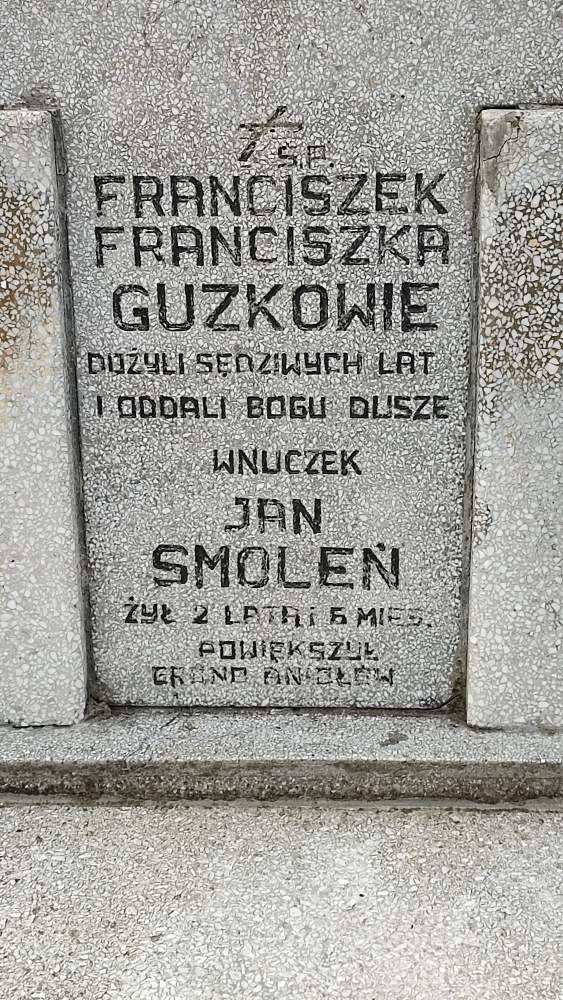 Ś.P.
FRANCISZEK
FRANCISZKA
GUZKOWIE
DOŻYLI SĘDZIWYCH LAT
I ODDALI BOGU DUSZE
WNUCZEK
JAN
SMOLEŃ
ŻYŁ 2 LATA I 6 MIES.
POWIĘKSZYŁ
GRONO ANIOŁÓW